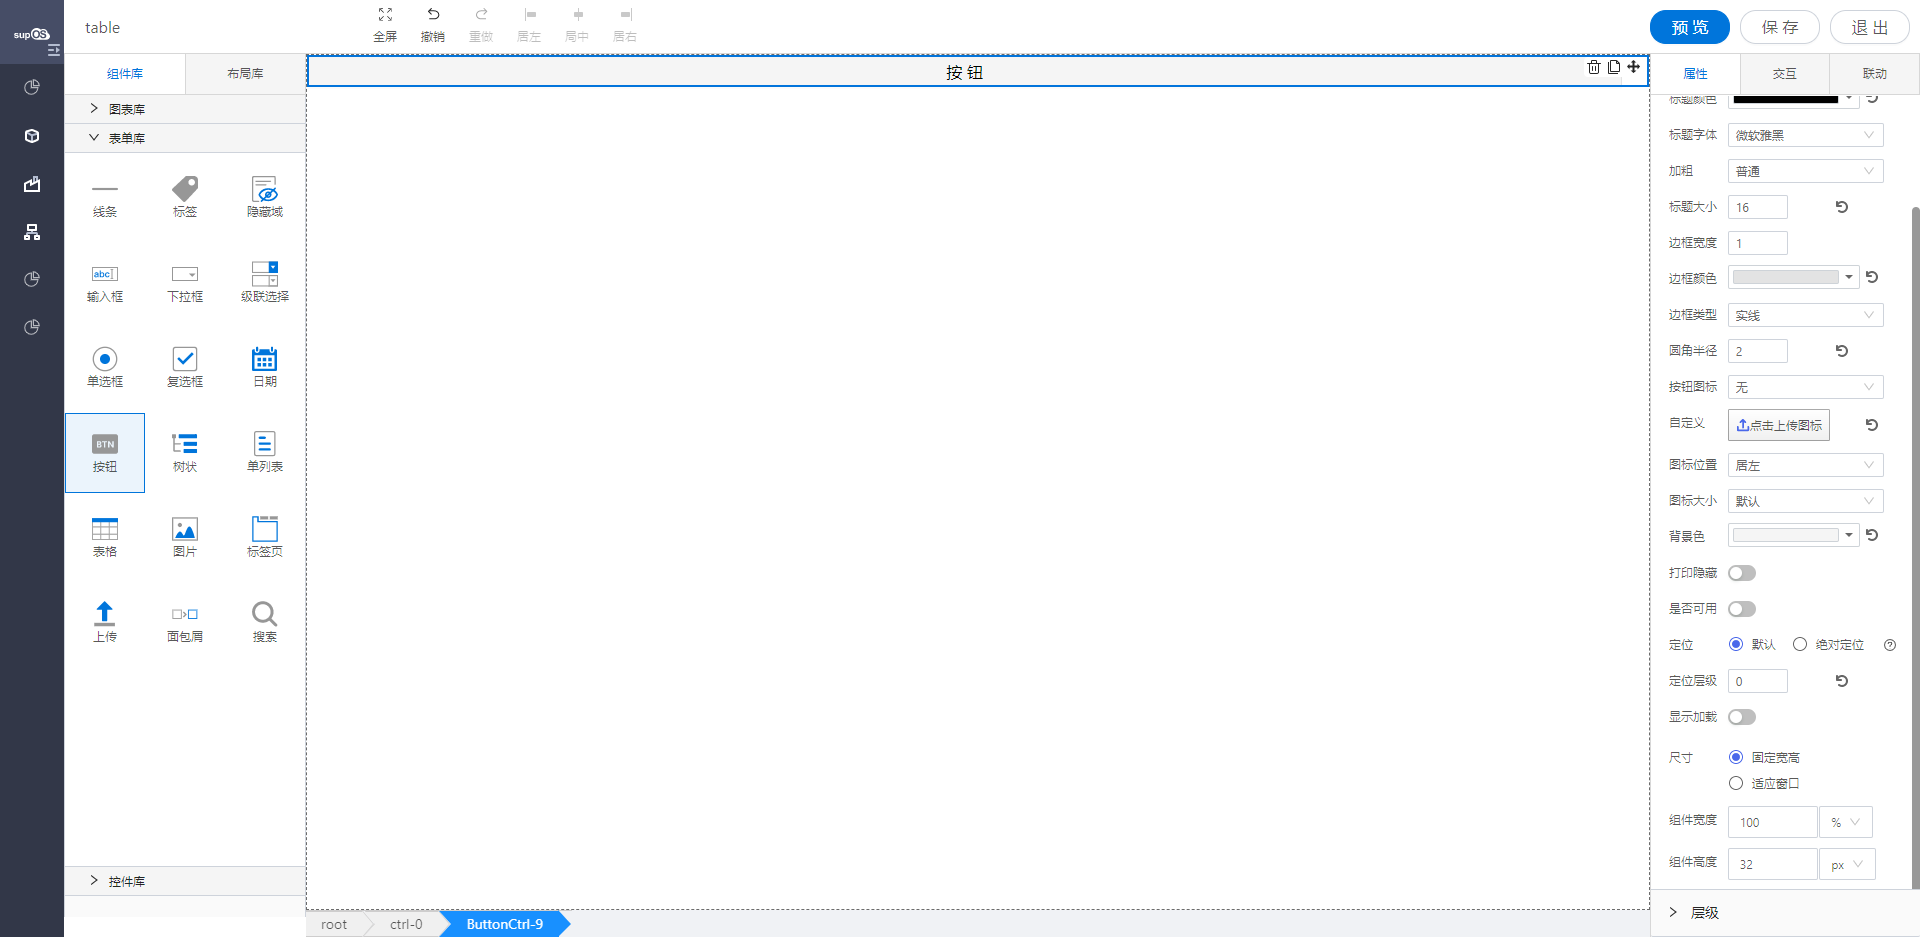 supOS
table
全屏
撤销
重做
居左
局中
居右
预 览
保 存
退 出
组件库
布局库
图表库
表单库
线条
标签
隐藏域
abc
输入框
下拉框
级联选择
单选框
复选框
日期
BTN
按钮
树状
单列表
表格
图片
标签页
上传
面包屑
搜索
控件库
按 钮
root
ctrl-0
ButtonCtrl-9
属性
交互
联动
标题颜色
标题字体
微软雅黑
加粗
普通
标题大小
16
边框宽度
1
边框颜色
边框类型
实线
圆角半径
2
按钮图标
无
自定义
点击上传图标
图标位置
居左
图标大小
默认
背景色
打印隐藏
是否可用
定位
默认
绝对定位
定位层级
0
显示加载
尺寸
固定宽高
适应窗口
组件宽度
100
%
组件高度
32
px
层级